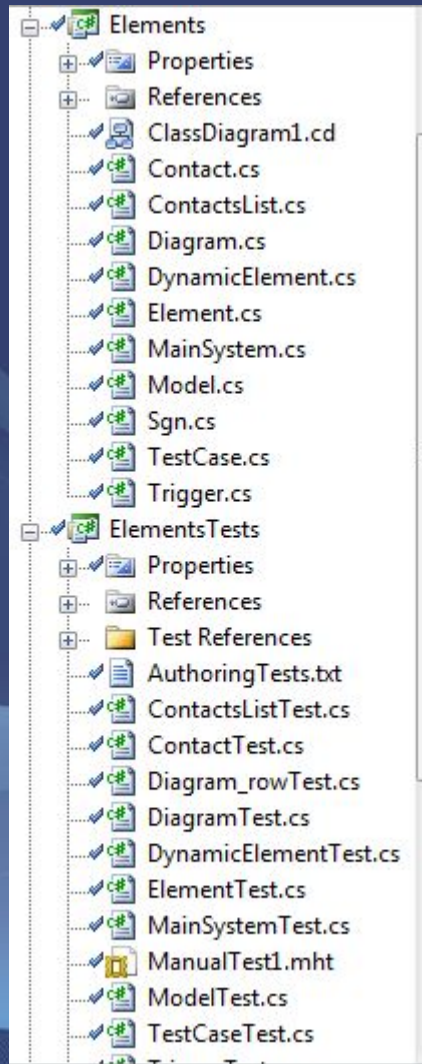 Elements
Properties
References
ClassDiagram1.cd
Contact.cs
ContactsList.cs
Diagram.cs
DynamicElement.cs
Element.cs
MainSystem.cs
Model.cs
Sgn.cs
TestCase.cs
Trigger.cs
ElementsTests
Properties
References
Test References
AuthoringTests.txt
ContactsListTest.cs
ContactTest.cs
Diagram_rowTest.cs
DiagramTest.cs
DynamicElementTest.cs
ElementTest.cs
MainSystemTest.cs
ManualTest1.mht
ModelTest.cs
TestCaseTest.cs